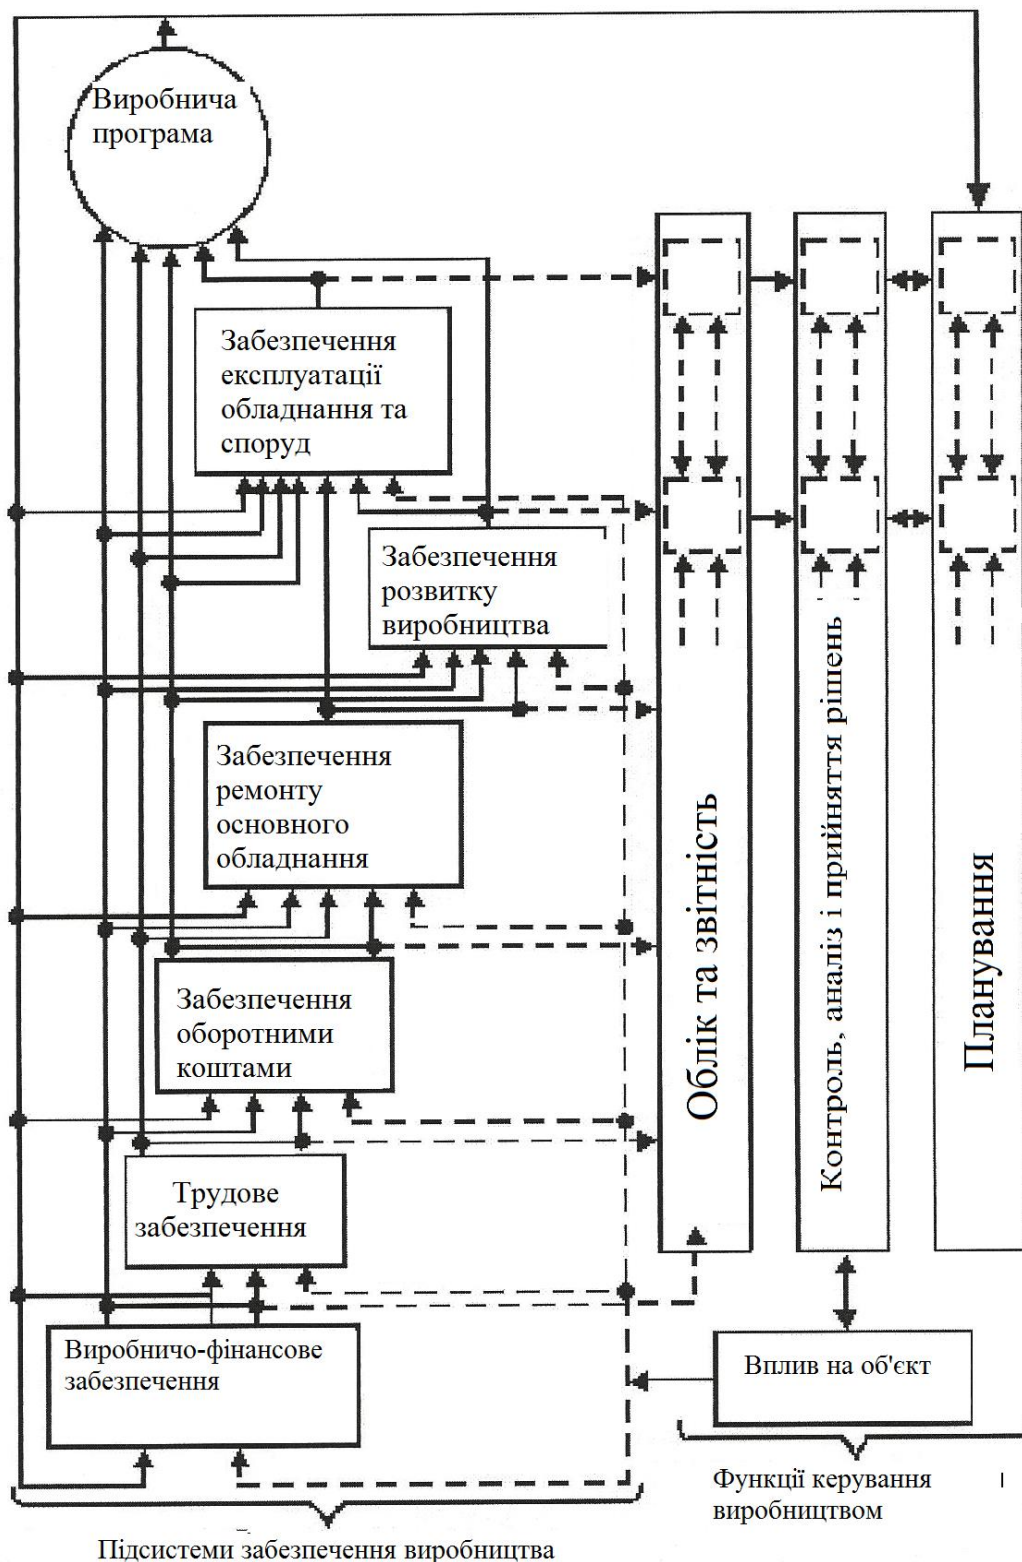 Виробнича
програма
Забезпечення
експлуатації
обладнання та
споруд
Забезпечення
розвитку
виробництва
Забезпечення
ремонту
основного
обладнання
Забезпечення
оборотними
коштами
Трудове
забезпечення
Виробничо-фінансове
забезпечення
Облік та звітність
Контроль, аналіз і прийняття рішень
Планування
Вплив на об'єкт
Функції керування
виробництвом
Підсистеми забезпечення виробництва